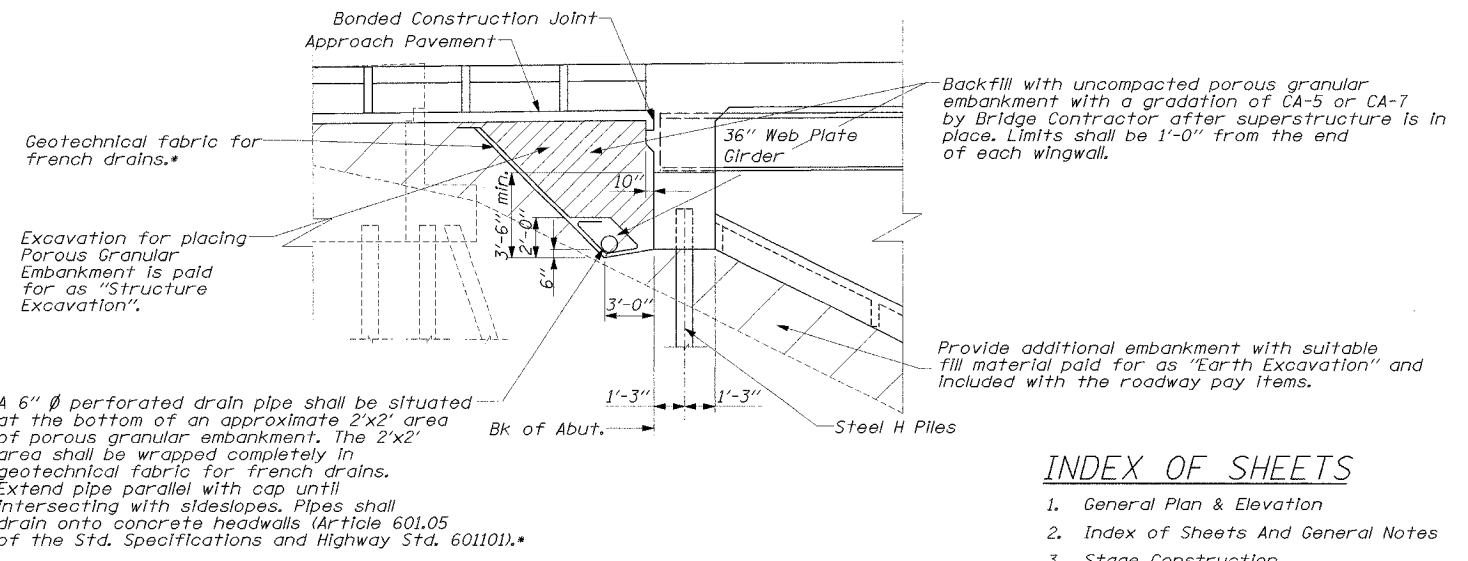 Bonded Construction Joint
Approach Pavement
Geotechnical fabric for
french drains.*
Excavation for placing
Porous Granular
Embankment is paid
for as "Structure
Excavation".
Backfill with uncompacted porous granular
embankment with a gradation of CA-5 or CA-7
by Bridge Contractor after superstructure is in
place. Limits shall be 1'-0" from the end
of each wingwall.
36" Web Plate
Girder
10"
3'-6" min.
2'-0"
6"
3'-0"
1'-3"
1'-3"
Bk of Abut.
Steel H Piles
Provide additional embankment with suitable
fill material paid for as "Earth Excavation" and
included with the roadway pay items.
A 6" Ø perforated drain pipe shall be situated
at the bottom of an approximate 2'x2' area
of porous granular embankment. The 2'x2'
area shall be wrapped completely in
geotechnical fabric for french drains.
Extend pipe parallel with cap until
intersecting with sideslopes. Pipes shall
drain onto concrete headwalls (Article 601.05
of the Std. Specifications and Highway Std. 601101).*
INDEX OF SHEETS
1. General Plan & Elevation
2. Index of Sheets And General Notes
3. Stage Construction